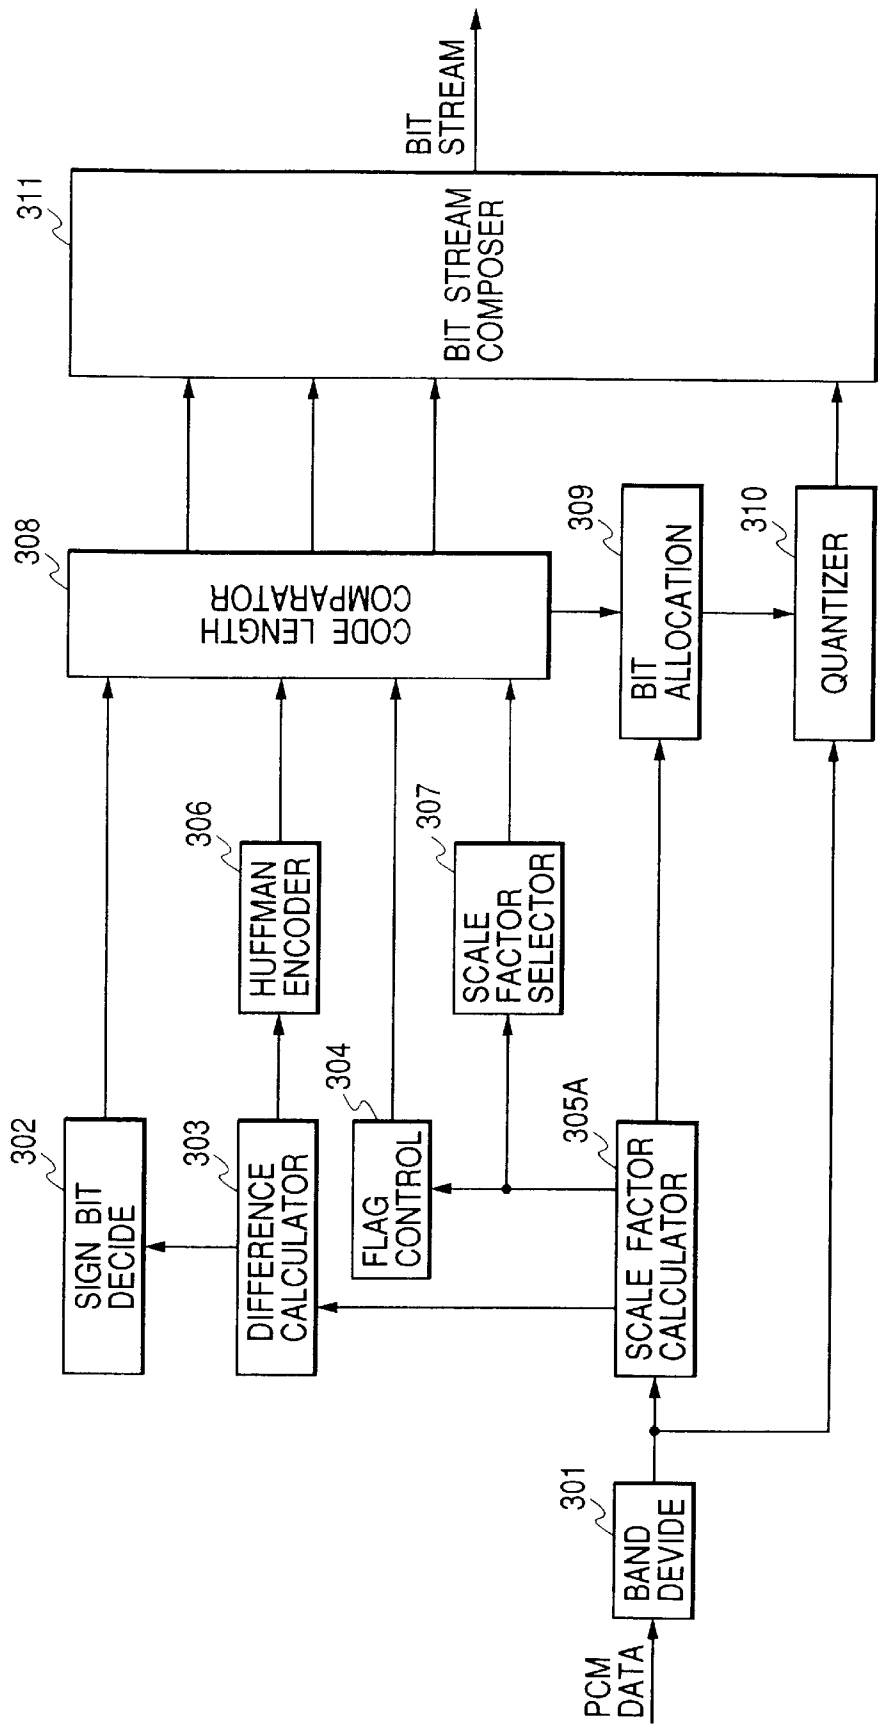 PCM
DATA
301
BAND
DEVIDE
302
SIGN BIT
DECIDE
303
DIFFERENCE
CALCULATOR
304
FLAG
CONTROL
305A
SCALE FACTOR
CALCULATOR
306
HUFFMAN
ENCODER
307
SCALE
FACTOR
SELECTOR
308
CODE LENGTH
COMPARATOR
309
BIT
ALLOCATION
310
QUANTIZER
311
BIT STREAM
COMPOSER
BIT
STREAM